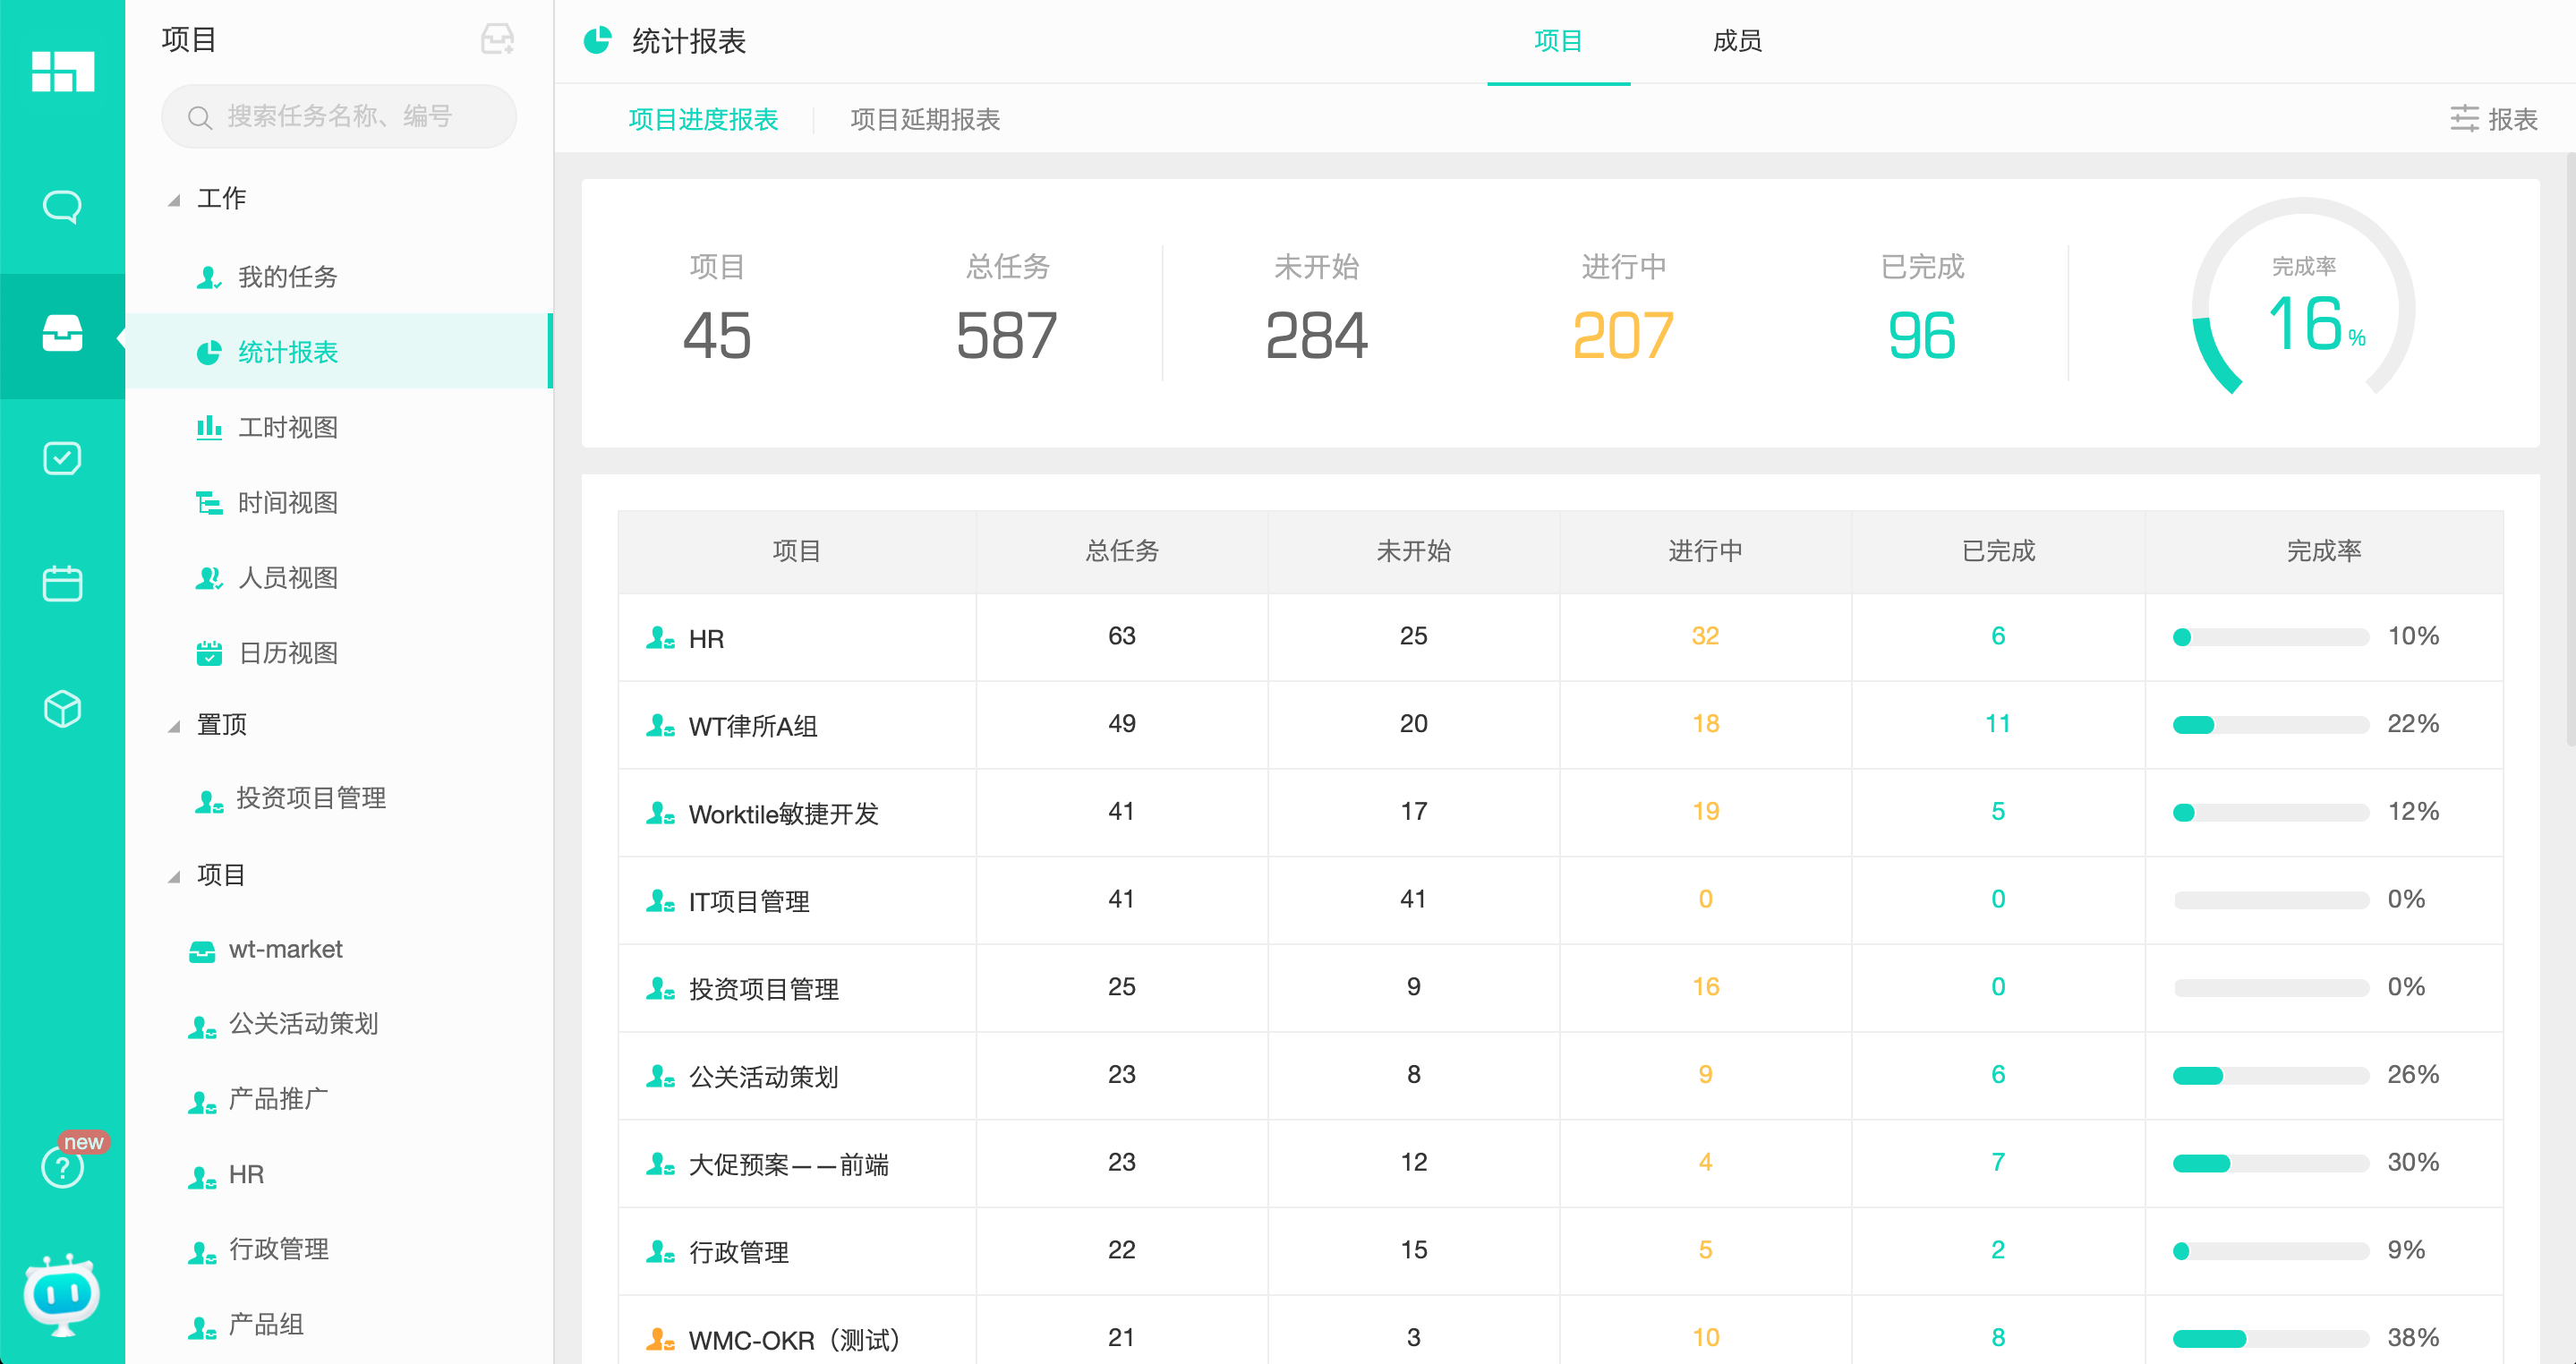 项目
搜索任务名称、编号
工作
我的任务
统计报表
工时视图
时间视图
人员视图
日历视图
置顶
投资项目管理
项目
wt-market
公关活动策划
产品推广
HR
行政管理
产品组
new
?
统计报表
项目 成员
项目进度报表 项目延期报表 报表
项目 总任务 未开始 进行中 已完成 完成率
45 587 284 207 96 16%
项目 总任务 未开始 进行中 已完成 完成率
HR 63 25 32 6 10%
WT律所A组 49 20 18 11 22%
Worktile敏捷开发 41 17 19 5 12%
IT项目管理 41 41 0 0 0%
投资项目管理 25 9 16 0 0%
公关活动策划 23 8 9 6 26%
大促预案——前端 23 12 4 7 30%
行政管理 22 15 5 2 9%
WMC-OKR（测试） 21 3 10 8 38%